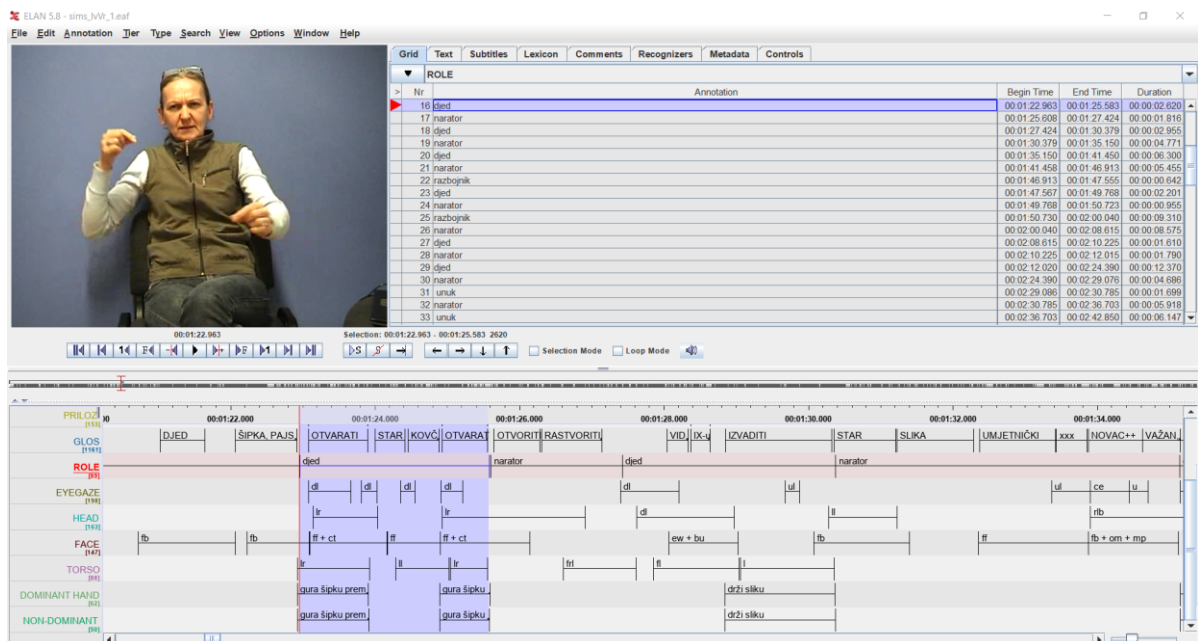 ELAN 5.8 - sims_IvVr_1.eaf
File Edit Annotation Tier Type Search View Options Window Help
Grid Text Subtitles Lexicon Comments Recognizers Metadata Controls
ROLE
> Nr Annotation Begin Time End Time Duration
16 djed 00:01:22.963 00:01:25.583 00:00:02.620
17 narator 00:01:25.608 00:01:27.424 00:00:01.816
18 djed 00:01:27.424 00:01:30.379 00:00:02.955
19 narator 00:01:30.379 00:01:35.150 00:00:04.771
20 djed 00:01:35.150 00:01:41.450 00:00:06.300
21 narator 00:01:41.458 00:01:46.913 00:00:05.455
22 razbojnik 00:01:46.913 00:01:47.555 00:00:00.642
23 djed 00:01:47.567 00:01:49.768 00:00:02.201
24 narator 00:01:49.768 00:01:50.723 00:00:00.955
25 razbojnik 00:01:50.730 00:02:00.040 00:00:09.310
26 narator 00:02:00.040 00:02:08.615 00:00:08.575
27 djed 00:02:08.615 00:02:10.225 00:00:01.610
28 narator 00:02:10.225 00:02:12.015 00:00:01.790
29 djed 00:02:12.020 00:02:24.390 00:00:12.370
30 narator 00:02:24.390 00:02:29.076 00:00:04.686
31 unuk 00:02:29.086 00:02:30.785 00:00:01.699
32 narator 00:02:30.785 00:02:36.703 00:00:05.918
33 unuk 00:02:36.703 00:02:42.850 00:00:06.147
00:01:22.963 Selection: 00:01:22.963 - 00:01:25.583 2620
Selection Mode Loop Mode
PRILOZI 00:01:22.000 00:01:24.000 00:01:26.000 00:01:28.000 00:01:30.000 00:01:32.000 00:01:34.000
[153]
GLOS DJED ŠIPKA, PAJS, OTVARATI STAR KOVČ, OTVARAT OTVORIT RASTVORITI, VID, IX-u IZVADITI STAR SLIKA UMJETNIČKI xxx NOVAC++ VAŽAN,
[1161]
ROLE djed narator djed narator
EYEGAZE dl dl dl dl dl ul ul ce u
[198]
HEAD lr lr dl ll rlb
[163]
FACE fb fb ff + ct ff ff + ct ew + bu fb ff fb + om + mp
[147]
TORSO lr ll lr frl fl l
DOMINANT HAND gura šipku prem gura šipku držì sliku
[62]
NON-DOMINANT gura šipku prem gura šipku drži sliku